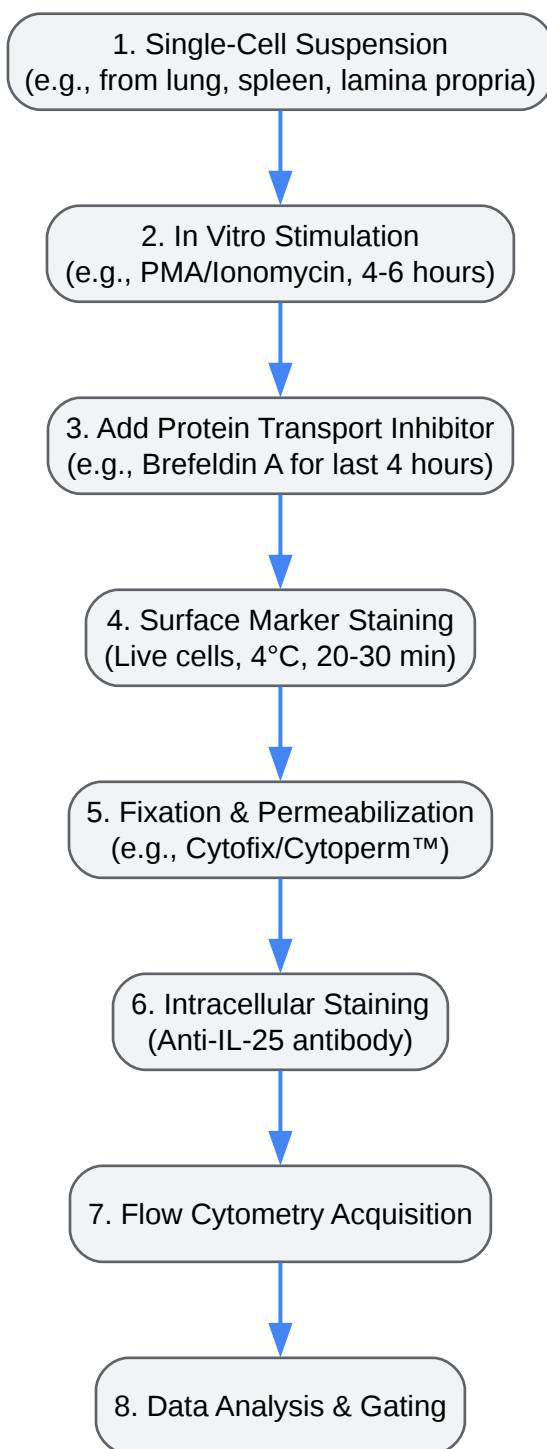 1. Single-Cell Suspension
(e.g., from lung, spleen, lamina propria)
2. In Vitro Stimulation
(e.g., PMA/Ionomycin, 4-6 hours)
3. Add Protein Transport Inhibitor
(e.g., Brefeldin A for last 4 hours)
4. Surface Marker Staining
(Live cells, 4°C, 20-30 min)
5. Fixation & Permeabilization
(e.g., Cytofix/Cytoperm™)
6. Intracellular Staining
(Anti-IL-25 antibody)
7. Flow Cytometry Acquisition
8. Data Analysis & Gating